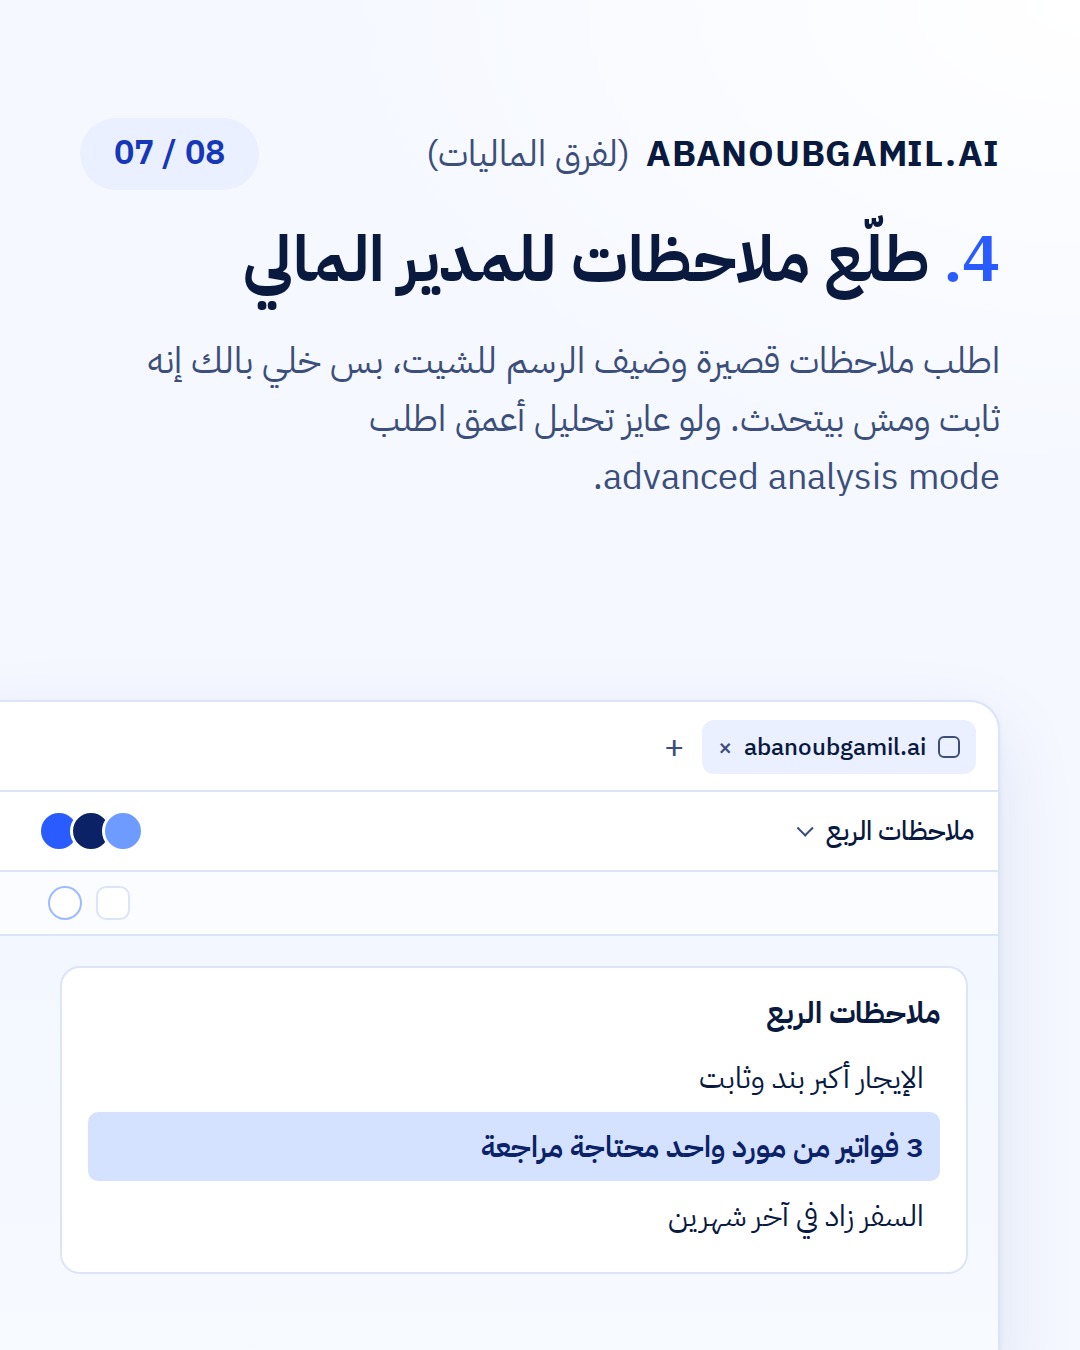 ABANOUBGAMIL.AI (لفرق الماليات)
07 / 08
4. طلّع ملاحظات للمدير المالي
اطلب ملاحظات قصيرة وضيف الرسم للشيت، بس خلي بالك إنه
ثابت ومش بيتحدث. ولو عايز تحليل أعمق اطلب
advanced analysis mode.
abanoubgamil.ai × +
ملاحظات الربع
ملاحظات الربع
الإيجار أكبر بند وثابت
3 فواتير من مورد واحد محتاجة مراجعة
السفر زاد في آخر شهرين